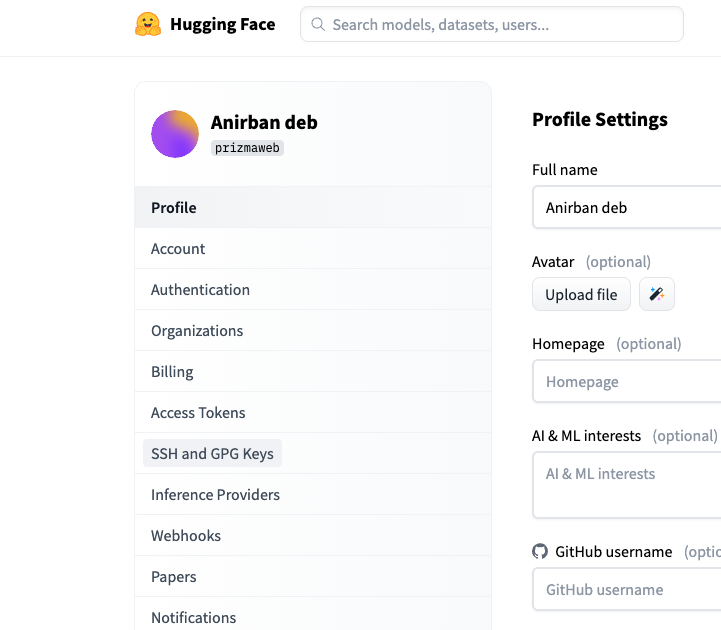 Hugging Face
Search models, datasets, users...
Anirban deb
prizmaweb
Profile
Account
Authentication
Organizations
Billing
Access Tokens
SSH and GPG Keys
Inference Providers
Webhooks
Papers
Notifications
Profile Settings
Full name
Anirban deb
Avatar (optional)
Upload file
Homepage (optional)
Homepage
AI & ML interests (optional)
AI & ML interests
GitHub username (optio
GitHub username